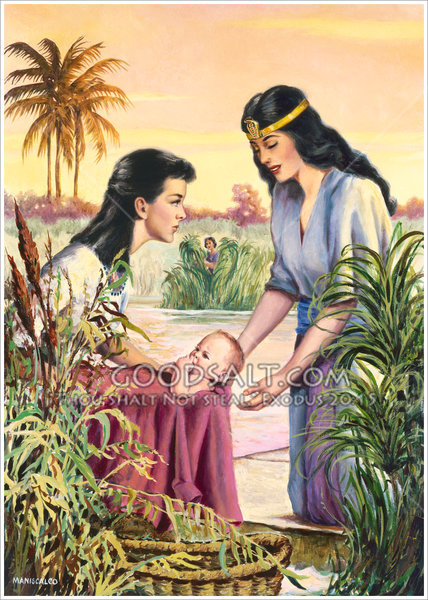 GOODSALT.COM
Thou Shalt Not Steal, Exodus 20:15
MANISCALCO